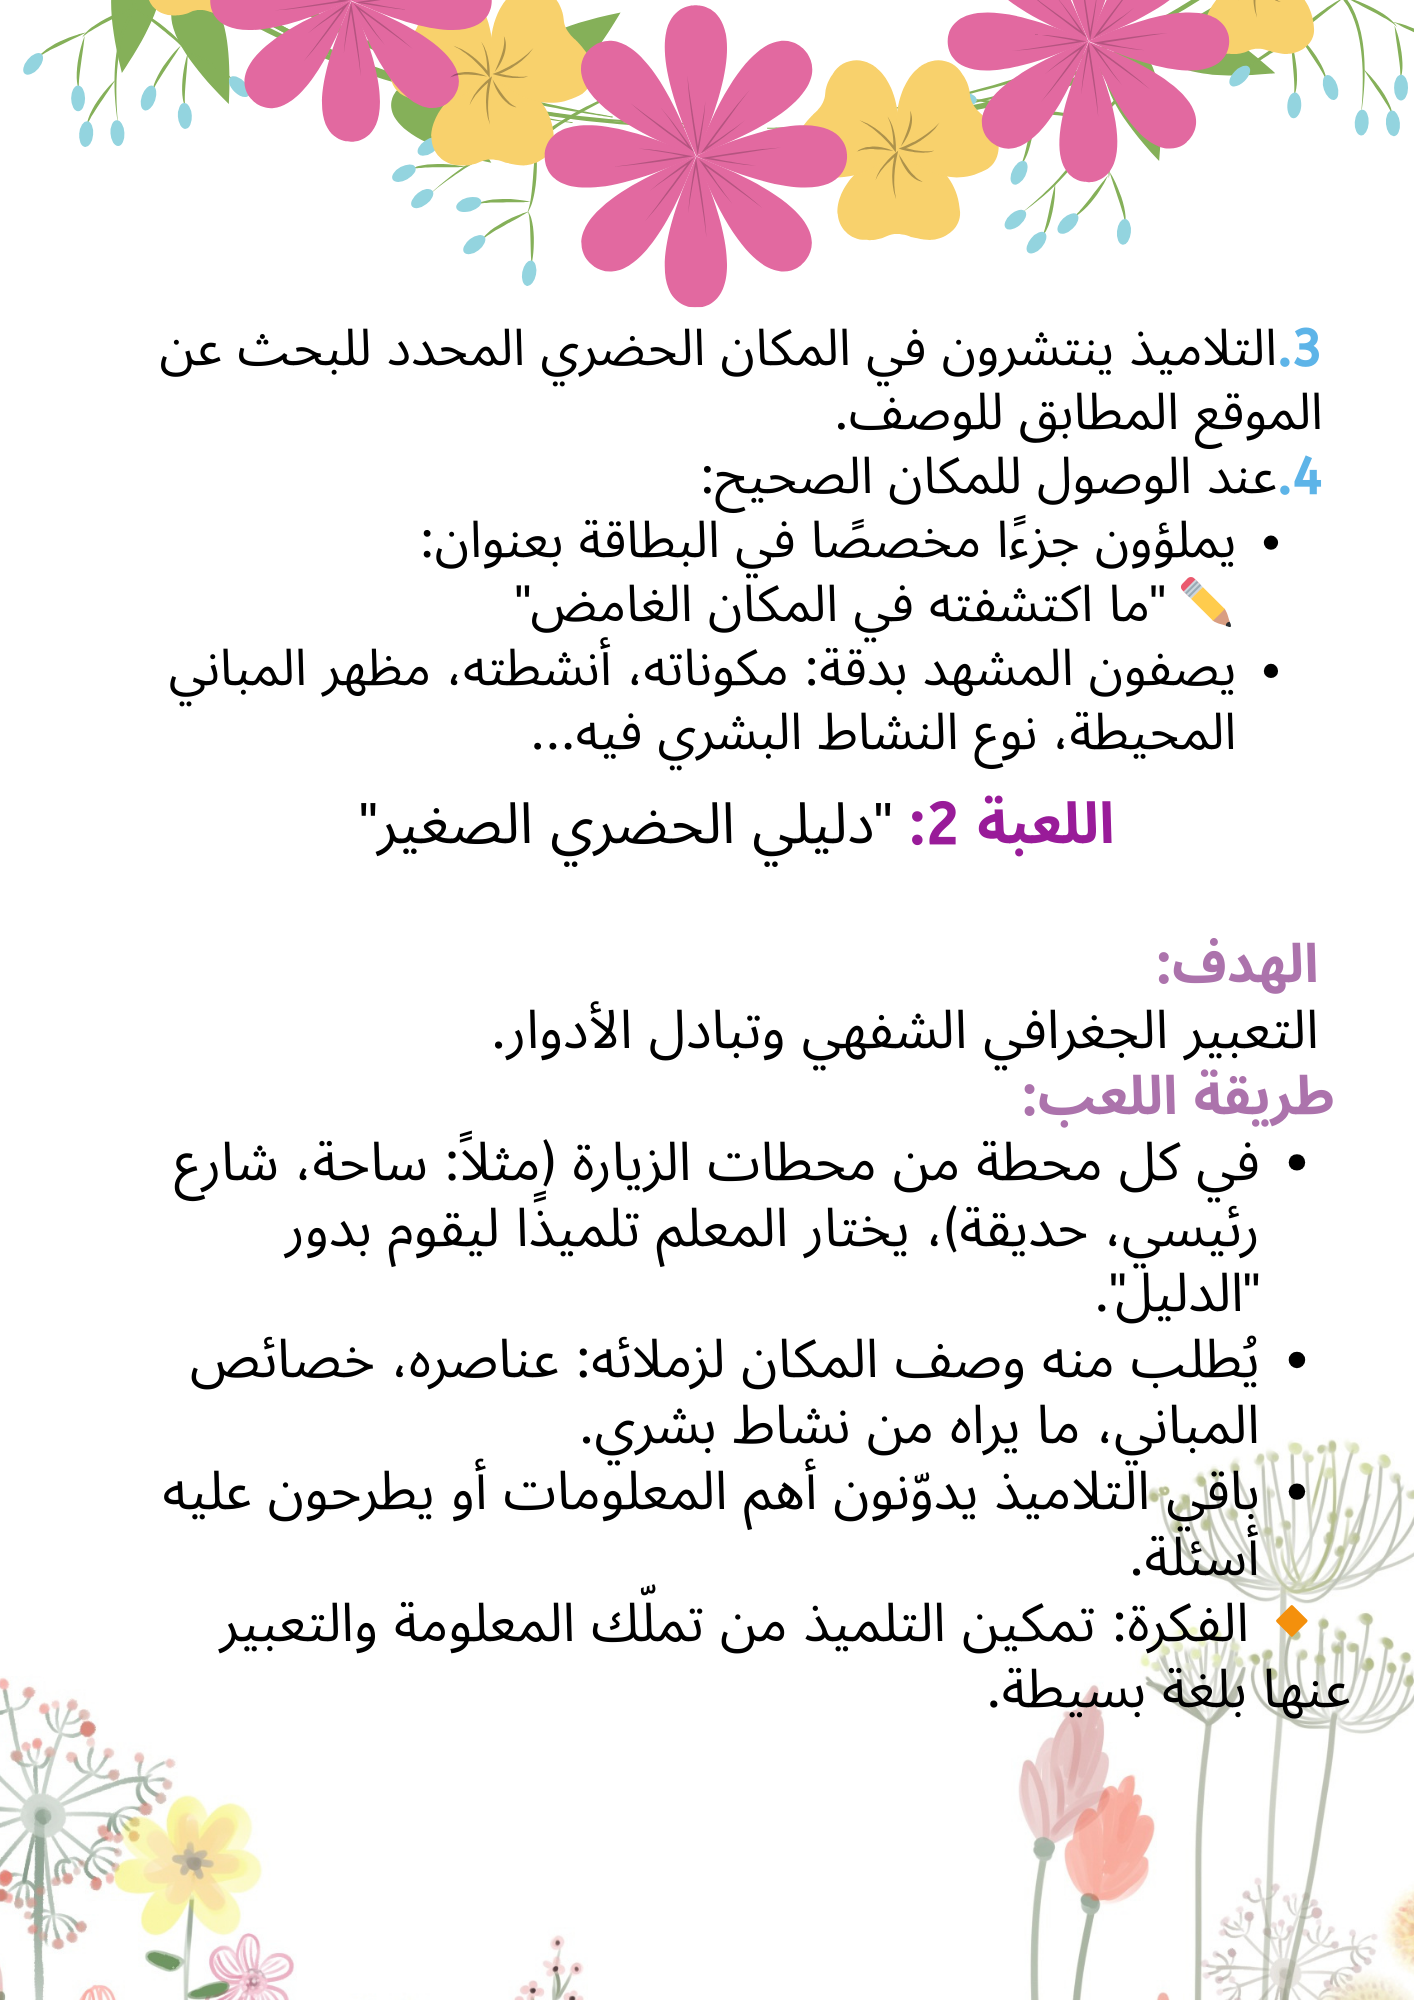 3.التلاميذ ينتشرون في المكان الحضري المحدد للبحث عن
الموقع المطابق للوصف.
4.عند الوصول للمكان الصحيح:
• يملؤون جزءًا مخصصًا في البطاقة بعنوان:
✏️ "ما اكتشفته في المكان الغامض"
• يصفون المشهد بدقة: مكوناته، أنشطته، مظهر المباني
المحيطة، نوع النشاط البشري فيه...
اللعبة 2: "دليلي الحضري الصغير"
الهدف:
التعبير الجغرافي الشفهي وتبادل الأدوار.
طريقة اللعب:
• في كل محطة من محطات الزيارة (مثلاً: ساحة، شارع
رئيسي، حديقة)، يختار المعلم تلميذًا ليقوم بدور
"الدليل".
• يُطلب منه وصف المكان لزملائه: عناصره، خصائص
المباني، ما يراه من نشاط بشري.
• باقي التلاميذ يدوّنون أهم المعلومات أو يطرحون عليه
أسئلة.
🔸 الفكرة: تمكين التلميذ من تملّك المعلومة والتعبير
عنها بلغة بسيطة.